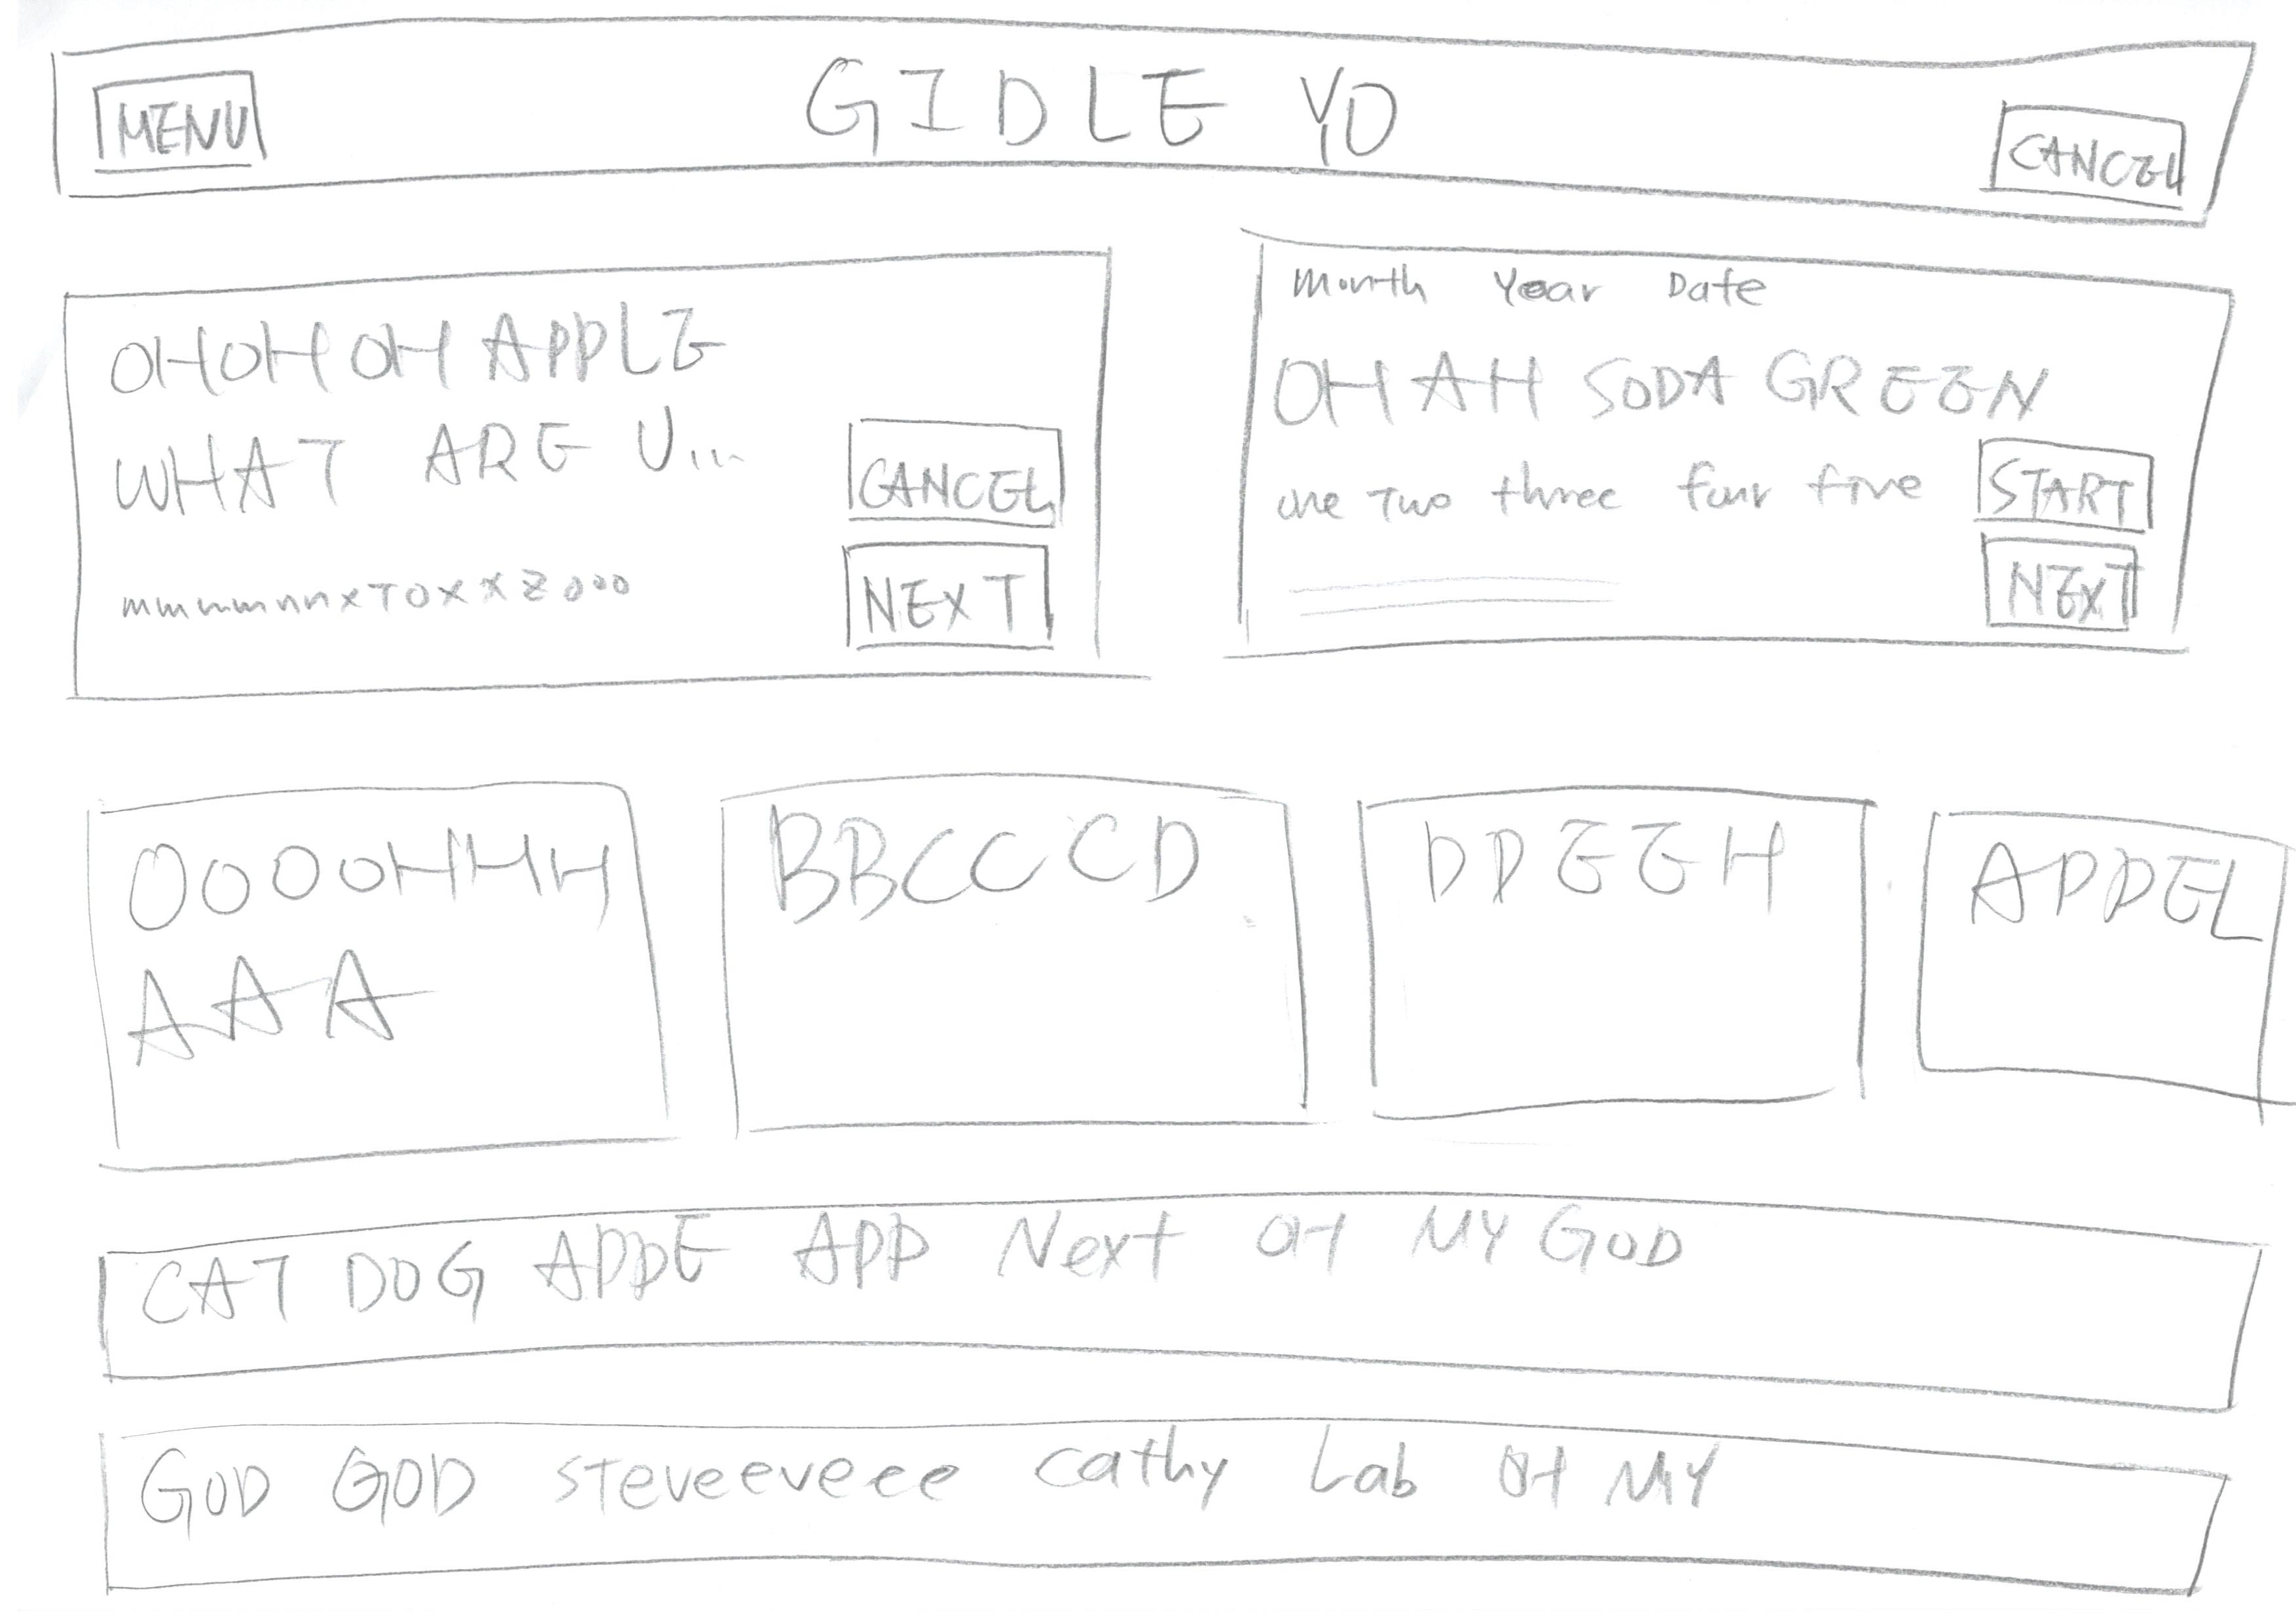 MENU GIDLE YO CANCEL
OHOHOH APPLE
WHAT ARE U...
CANCEL
mmmmnnxTOXXZooo
NEXT
Month Year Date
OH AH SODA GREEN
one Two three four five
START
NEXT
OOOOHHH
AAA
BBCCCD
DDEEH
APPEL
CAT DOG APPE APP Next OH MY GOD
GOD GOD steveeveee cathy Lab OH MY